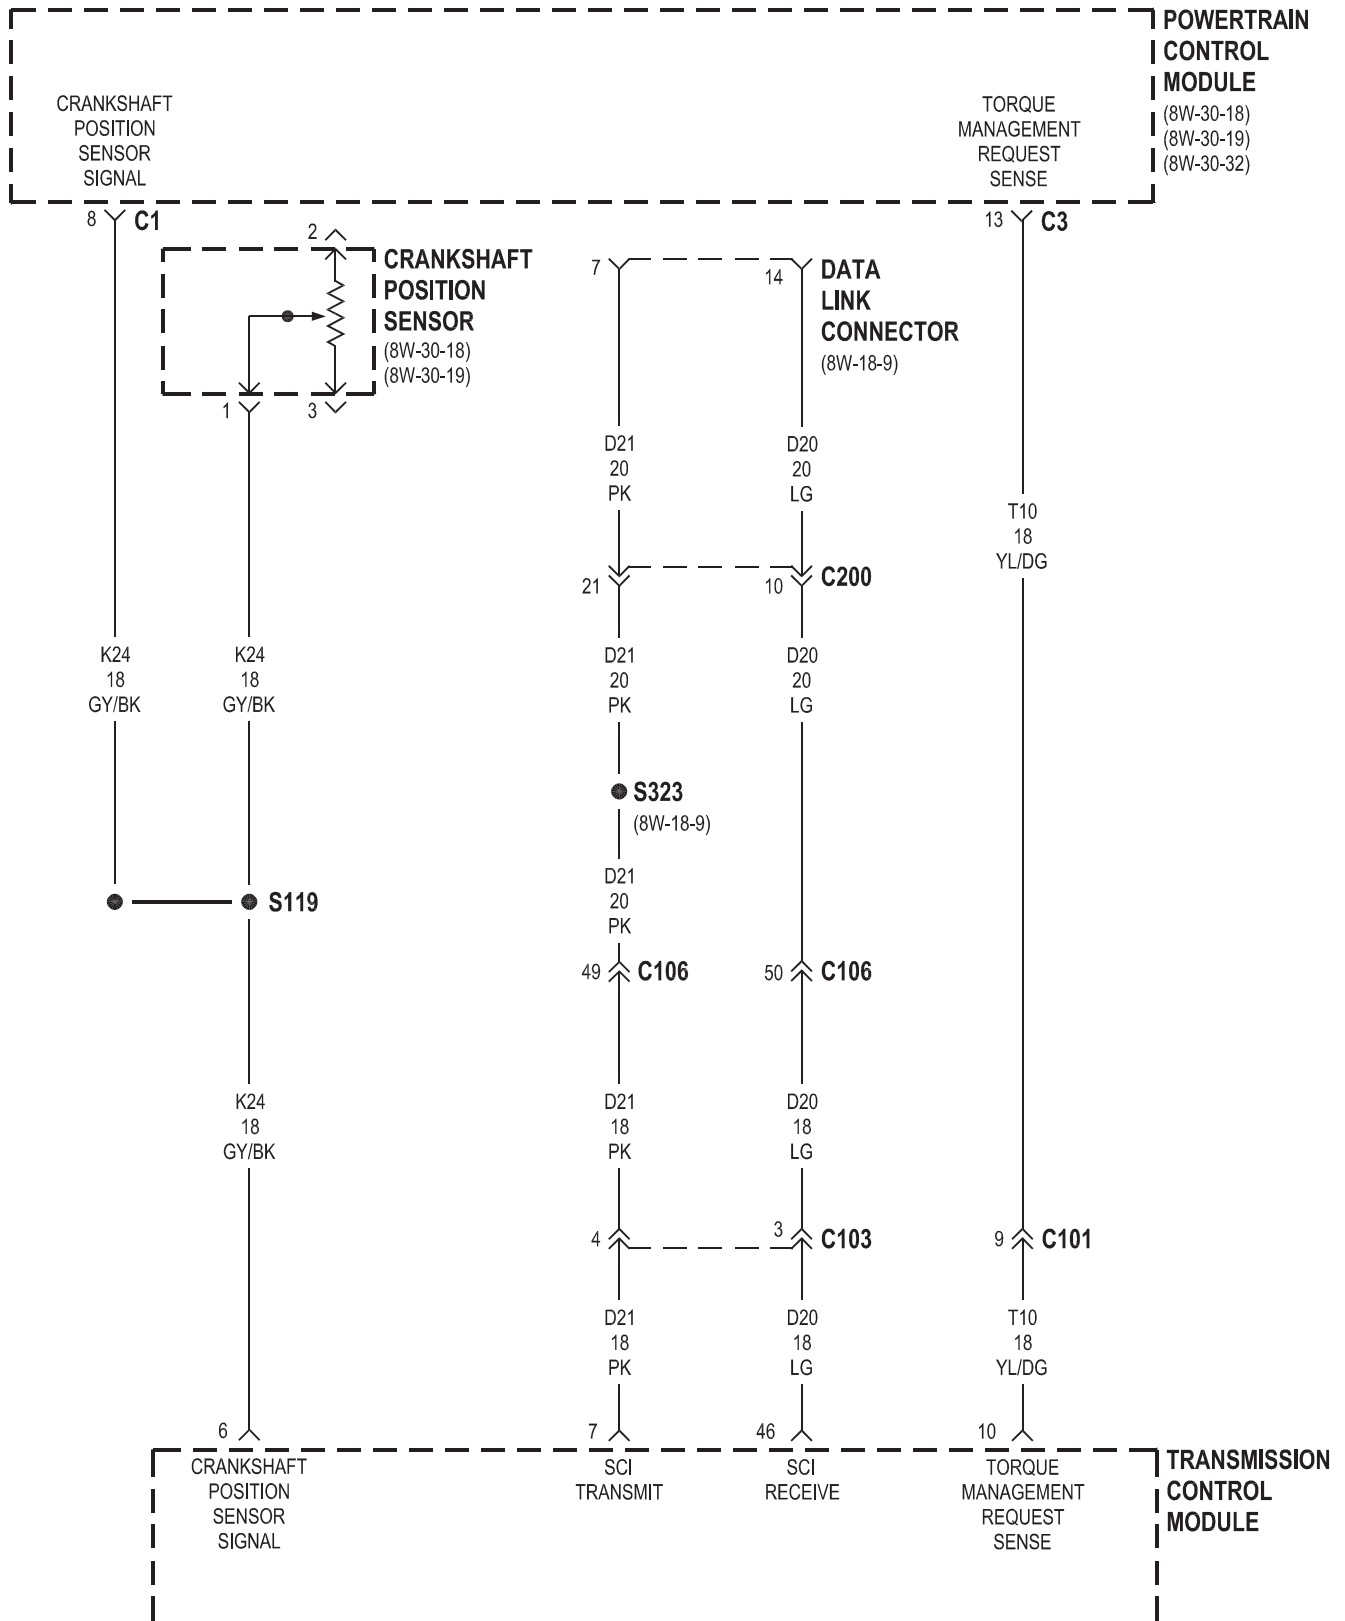 POWERTRAIN
CONTROL
MODULE
(8W-30-18)
(8W-30-19)
(8W-30-32)
CRANKSHAFT
POSITION
SENSOR
SIGNAL
TORQUE
MANAGEMENT
REQUEST
SENSE
8 C1
13 C3
2
CRANKSHAFT
POSITION
SENSOR
(8W-30-18)
(8W-30-19)
1 3
7 14
DATA
LINK
CONNECTOR
(8W-18-9)
D21
20
PK
D20
20
LG
T10
18
YL/DG
21 10 C200
K24
18
GY/BK
K24
18
GY/BK
D21
20
PK
D20
20
LG
S323
(8W-18-9)
D21
20
PK
S119
49 C106
50 C106
K24
18
GY/BK
D21
18
PK
D20
18
LG
4 3 C103
9 C101
D21
18
PK
D20
18
LG
T10
18
YL/DG
6 7 46 10
CRANKSHAFT
POSITION
SENSOR
SIGNAL
SCI
TRANSMIT
SCI
RECEIVE
TORQUE
MANAGEMENT
REQUEST
SENSE
TRANSMISSION
CONTROL
MODULE